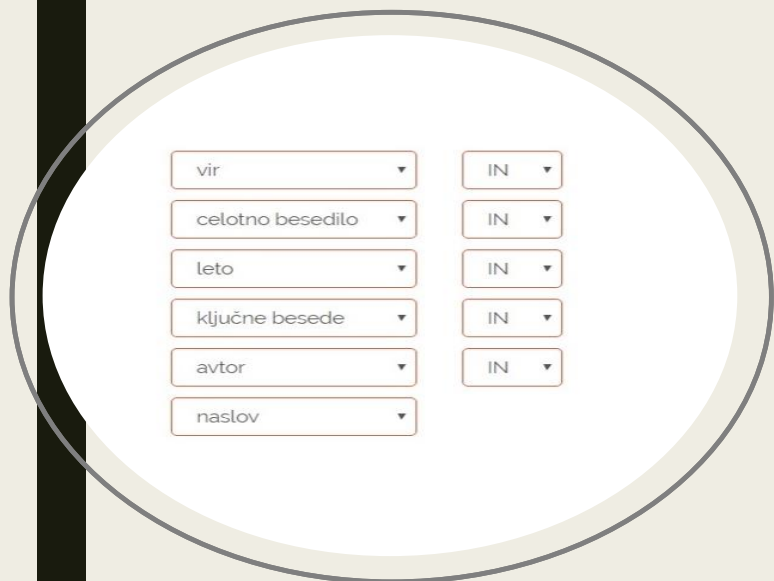 vir IN
celotno besedilo IN
leto IN
ključne besede IN
avtor IN
naslov